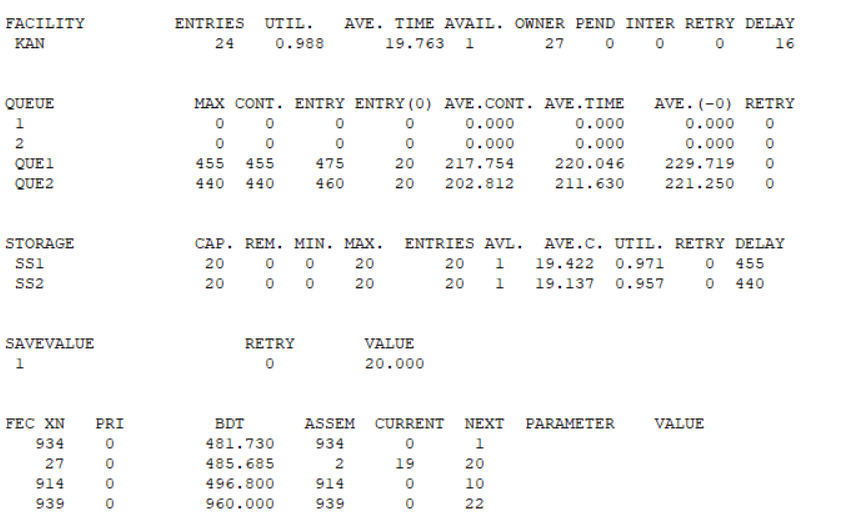 FACILITY ENTRIES UTIL. AVE. TIME AVAIL. OWNER PEND INTER RETRY DELAY
KAN 24 0.988 19.763 1 27 0 0 0 16
QUEUE MAX CONT. ENTRY ENTRY(0) AVE.CONT. AVE.TIME AVE.(-0) RETRY
1 0 0 0 0 0.000 0.000 0.000 0
2 0 0 0 0 0.000 0.000 0.000 0
QUE1 455 455 475 20 217.754 220.046 229.719 0
QUE2 440 440 460 20 202.812 211.630 221.250 0
STORAGE CAP. REM. MIN. MAX. ENTRIES AVL. AVE.C. UTIL. RETRY DELAY
SS1 20 0 0 20 20 1 19.422 0.971 0 455
SS2 20 0 0 20 20 1 19.137 0.957 0 440
SAVEVALUE RETRY VALUE
1 0 20.000
FEC XN PRI BDT ASSEM CURRENT NEXT PARAMETER VALUE
934 0 481.730 934 0 1
27 0 485.685 2 19 20
914 0 496.800 914 0 10
939 0 960.000 939 0 22